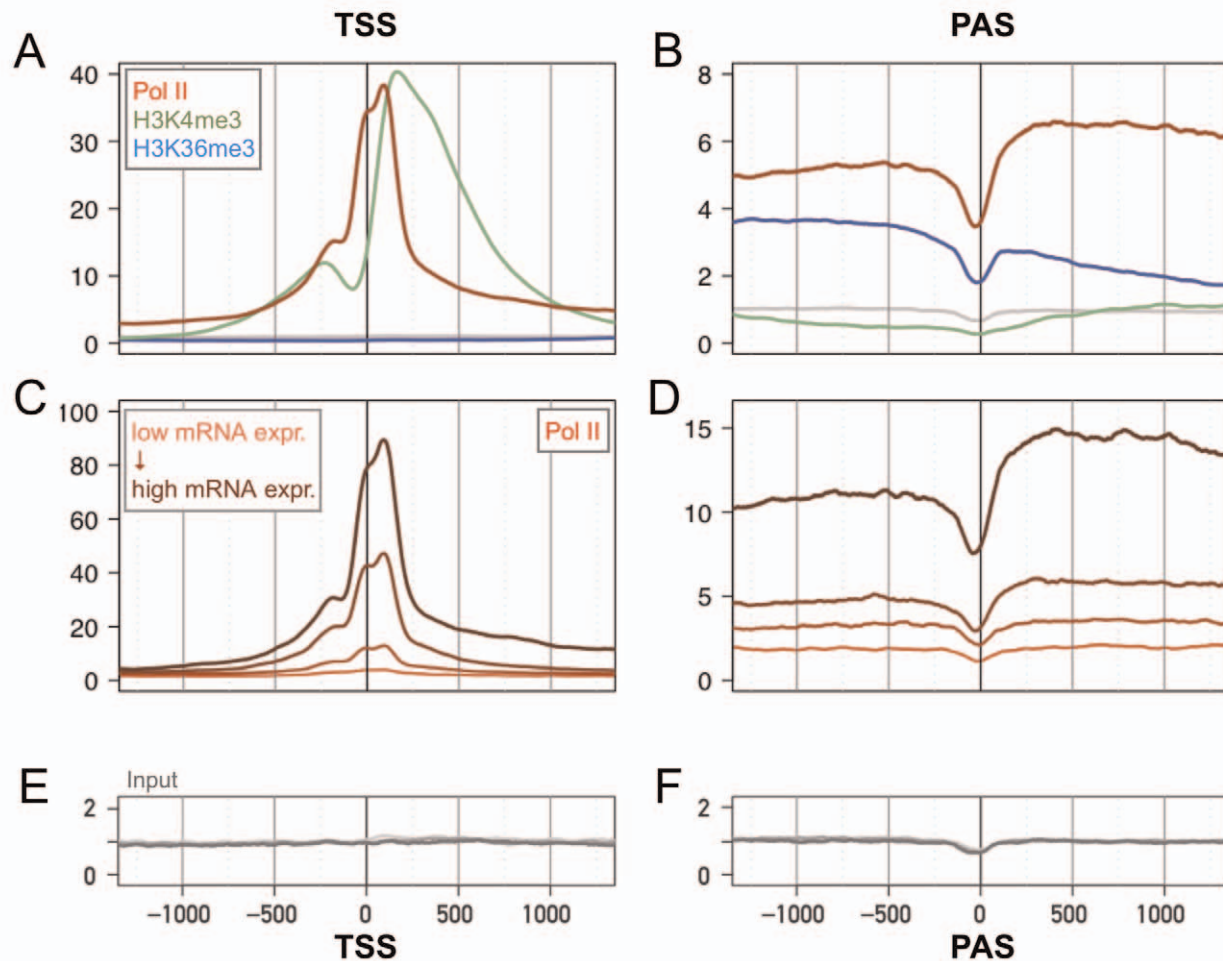 TSS
PAS
A
B
40
30
20
10
0
Pol II
H3K4me3
H3K36me3
8
6
4
2
0
C
D
100
80
60
40
20
0
low mRNA expr.
↓
high mRNA expr.
Pol II
15
10
5
0
E
F
Input
2
0
2
0
−1000 −500 0 500 1000
−1000 −500 0 500 1000
TSS
PAS